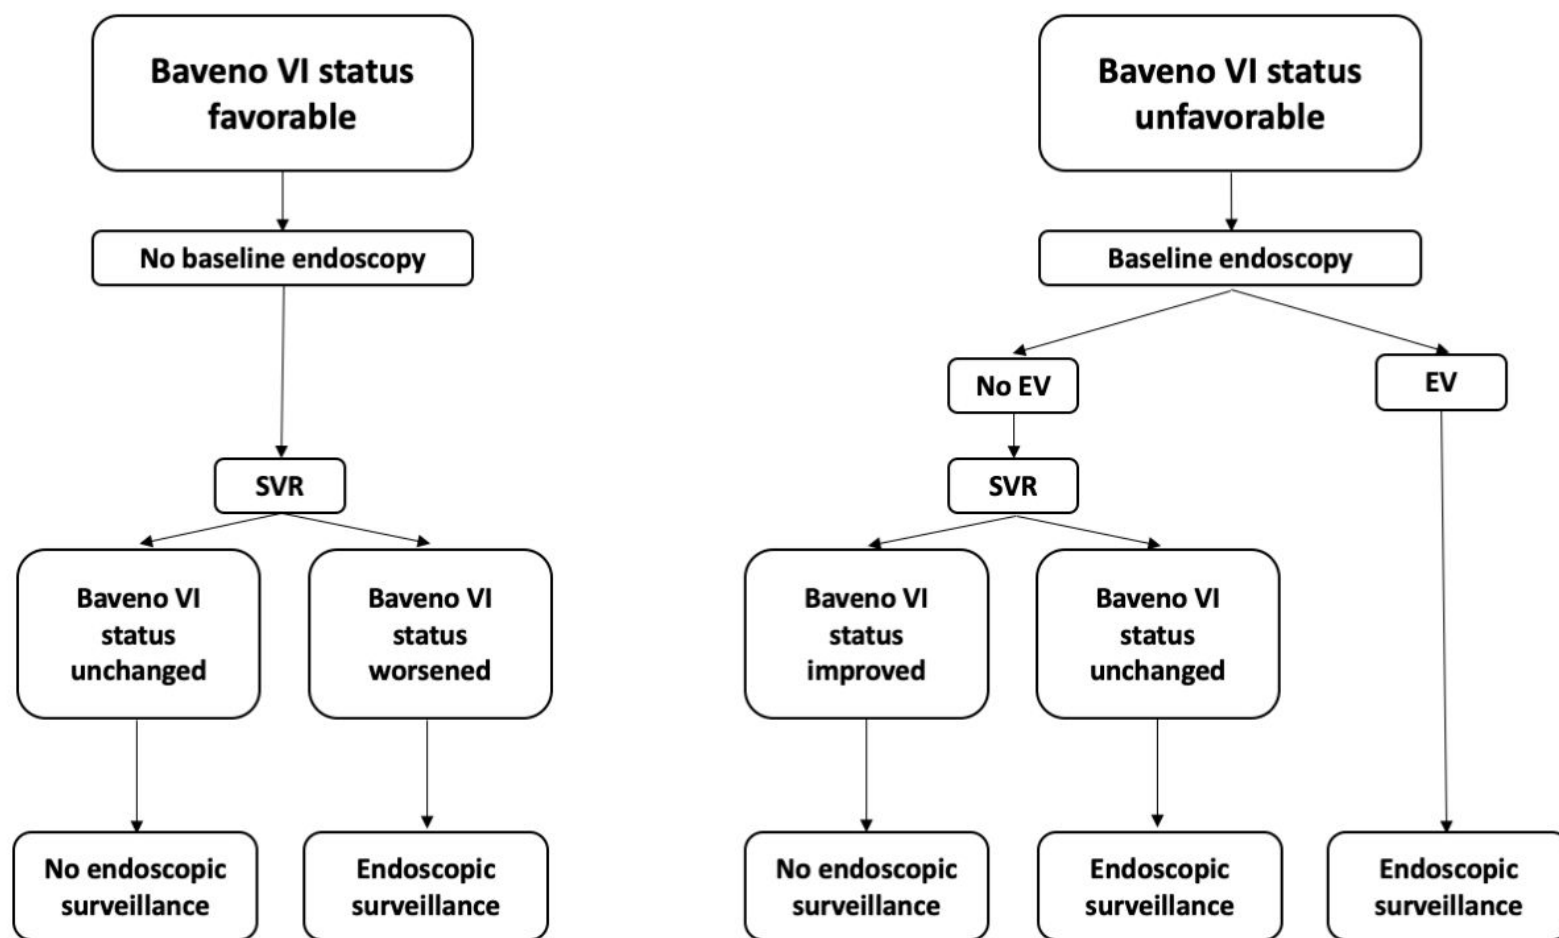 Baveno VI status
favorable
No baseline endoscopy
SVR
Baveno VI
status
unchanged
Baveno VI
status
worsened
No endoscopic
surveillance
Endoscopic
surveillance
Baveno VI status
unfavorable
Baseline endoscopy
No EV
EV
SVR
Baveno VI
status
improved
Baveno VI
status
unchanged
No endoscopic
surveillance
Endoscopic
surveillance
Endoscopic
surveillance